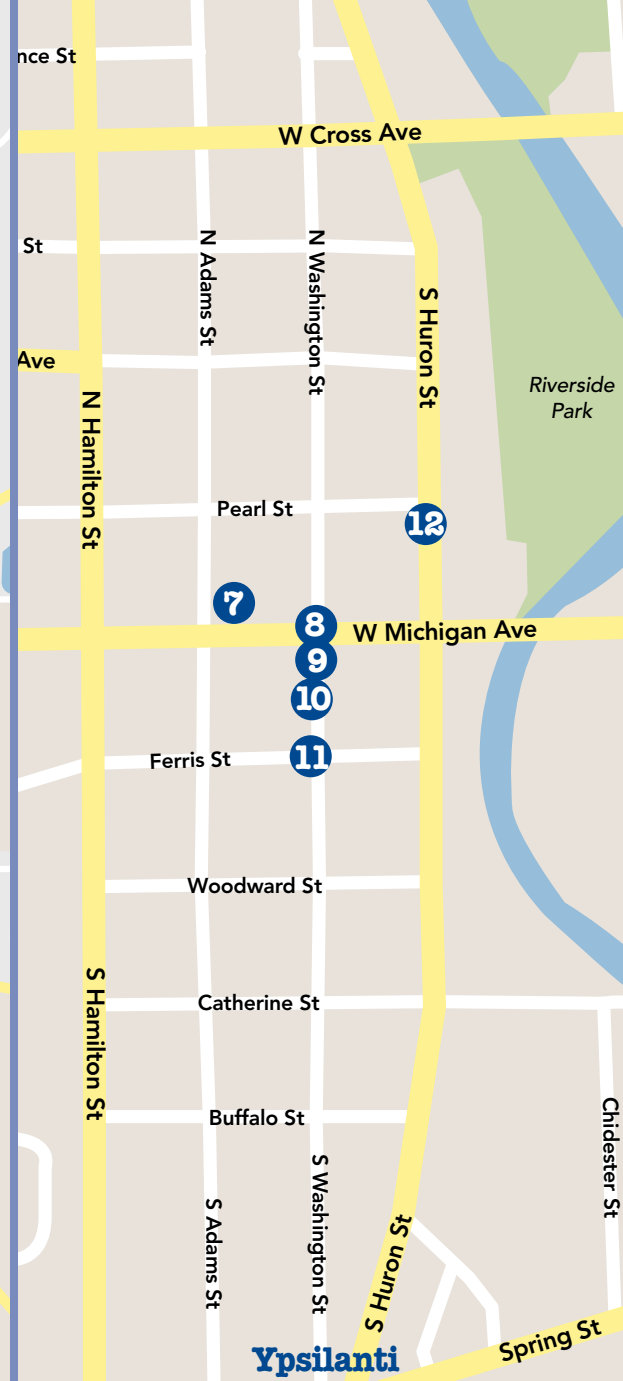 nce St
W Cross Ave
St
N Adams St
N Washington St
S Huron St
Ave
Riverside
Park
N Hamilton St
Pearl St
12
7
8
W Michigan Ave
9
10
11
Ferris St
Woodward St
S Hamilton St
Catherine St
Buffalo St
Chidester St
S Washington St
S Adams St
S Huron St
Spring St
Ypsilanti